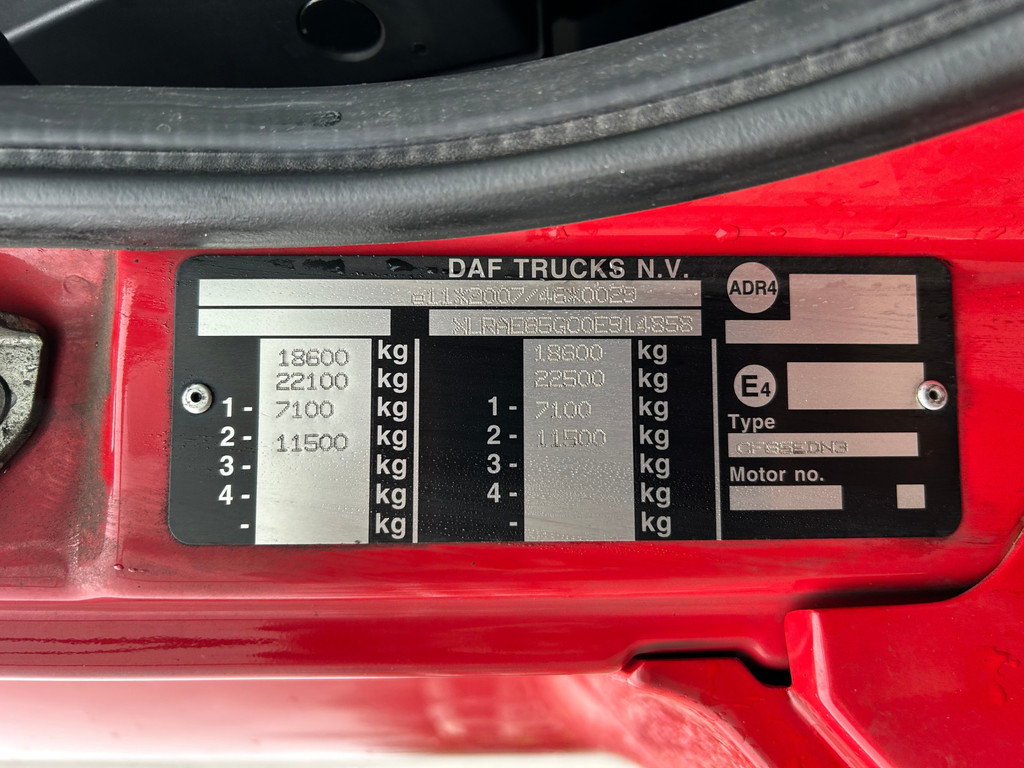 DAF TRUCKS N.V.
e11*2007/46*0029
XLRAE85GC0E914858
ADR4
18600 kg 18600 kg
22100 kg 22500 kg
1 - 7100 kg 1 - 7100 kg
2 - 11500 kg 2 - 11500 kg
3 - kg 3 - kg
4 - kg 4 - kg
- kg - kg
E4
Type
Motor no.